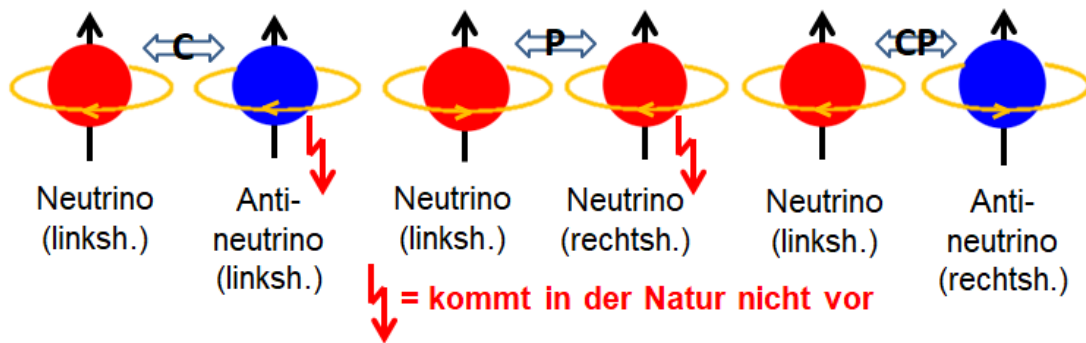 C
P
CP
Neutrino
(linksh.)
Anti-
neutrino
(linksh.)
Neutrino
(linksh.)
Neutrino
(rechtsh.)
Neutrino
(linksh.)
Anti-
neutrino
(rechtsh.)
= kommt in der Natur nicht vor